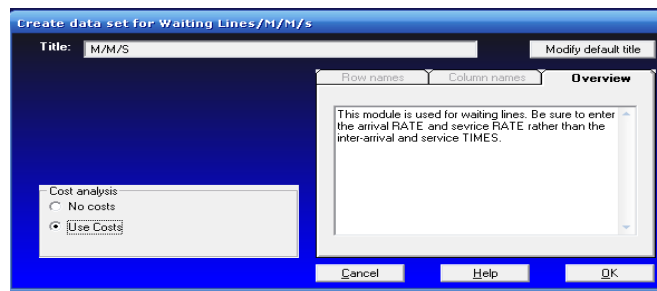 Create data set for Waiting Lines/M/M/s
Title: M/M/S Modify default title
Row names Column names Overview
This module is used for waiting lines. Be sure to enter
the arrival RATE and sevrice RATE rather than the
inter-arrival and service TIMES.
Cost analysis
No costs
Use Costs
Cancel Help OK